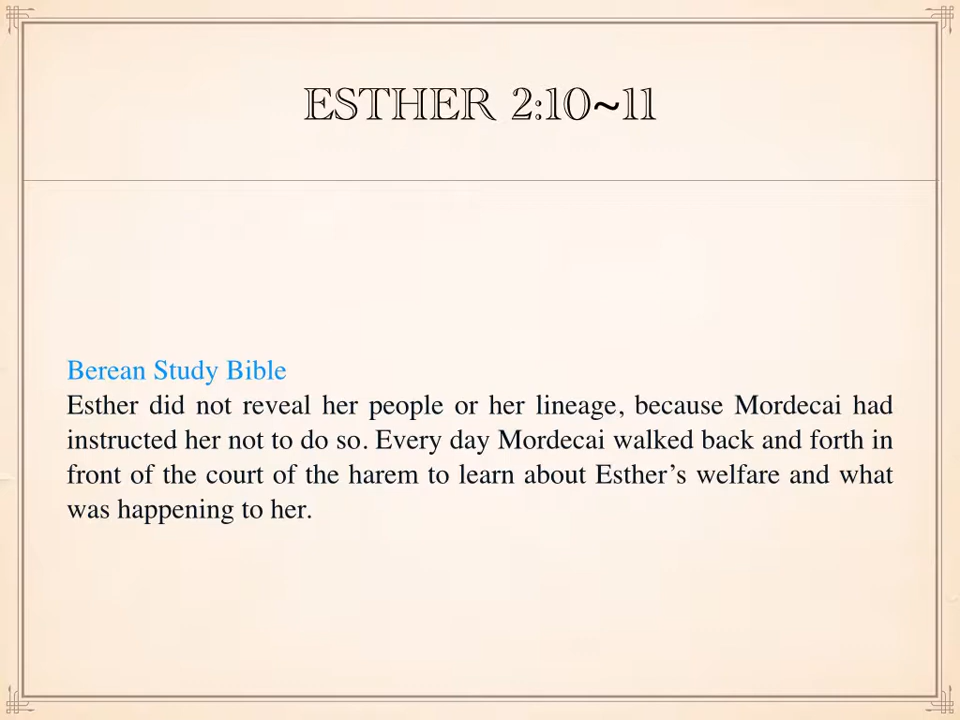 ESTHER 2:10~11
Berean Study Bible
Esther did not reveal her people or her lineage, because Mordecai had
instructed her not to do so. Every day Mordecai walked back and forth in
front of the court of the harem to learn about Esther’s welfare and what
was happening to her.